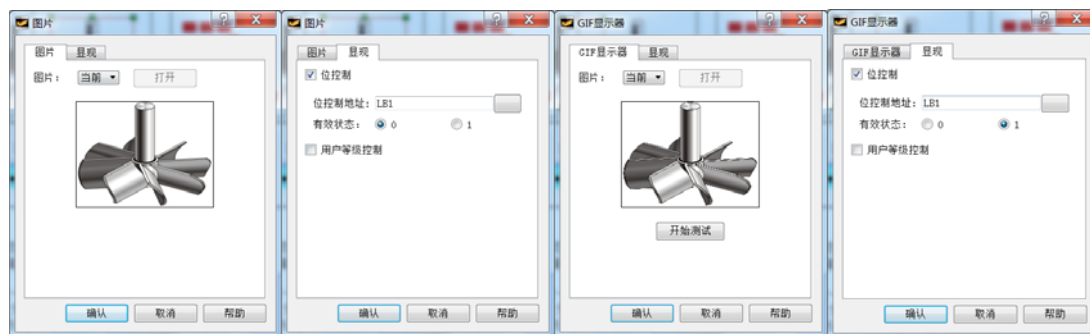 图片
图片 显现
图片： 当前 打开
确认 取消 帮助
图片
图片 显现
位控制
位控制地址： LB1
有效状态： 0 1
用户等级控制
确认 取消 帮助
GIF显示器
GIF显示器 显现
图片： 当前 打开
开始测试
确认 取消 帮助
GIF显示器
GIF显示器 显现
位控制
位控制地址： LB1
有效状态： 0 1
用户等级控制
确认 取消 帮助